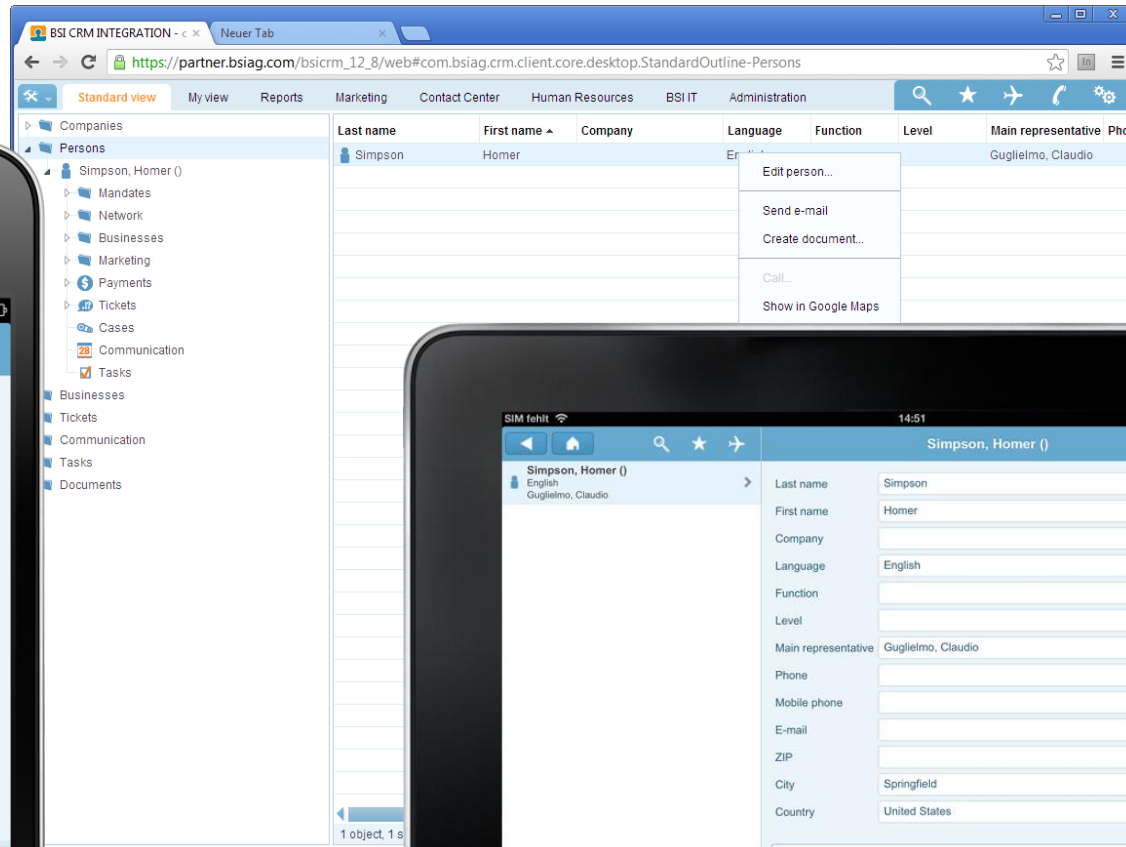 BSI CRM INTEGRATION - c
Neuer Tab
https://partner.bsiag.com/bsicrm_12_8/web#com.bsiag.crm.client.core.desktop.StandardOutline-Persons
Standard view My view Reports Marketing Contact Center Human Resources BSI IT Administration
Companies
Persons
Simpson, Homer ()
Mandates
Network
Businesses
Marketing
Payments
Tickets
Cases
28 Communication
Tasks
Businesses
Tickets
Communication
Tasks
Documents
Last name First name Company Language Function Level Main representative Pho
Simpson Homer Guglielmo, Claudio
Edit person...
Send e-mail
Create document...
Call...
Show in Google Maps
1 object, 1 s
SIM fehlt 14:51
Simpson, Homer ()
English
Guglielmo, Claudio
Simpson, Homer ()
Last name Simpson
First name Homer
Company
Language English
Function
Level
Main representative Guglielmo, Claudio
Phone
Mobile phone
E-mail
ZIP
City Springfield
Country United States